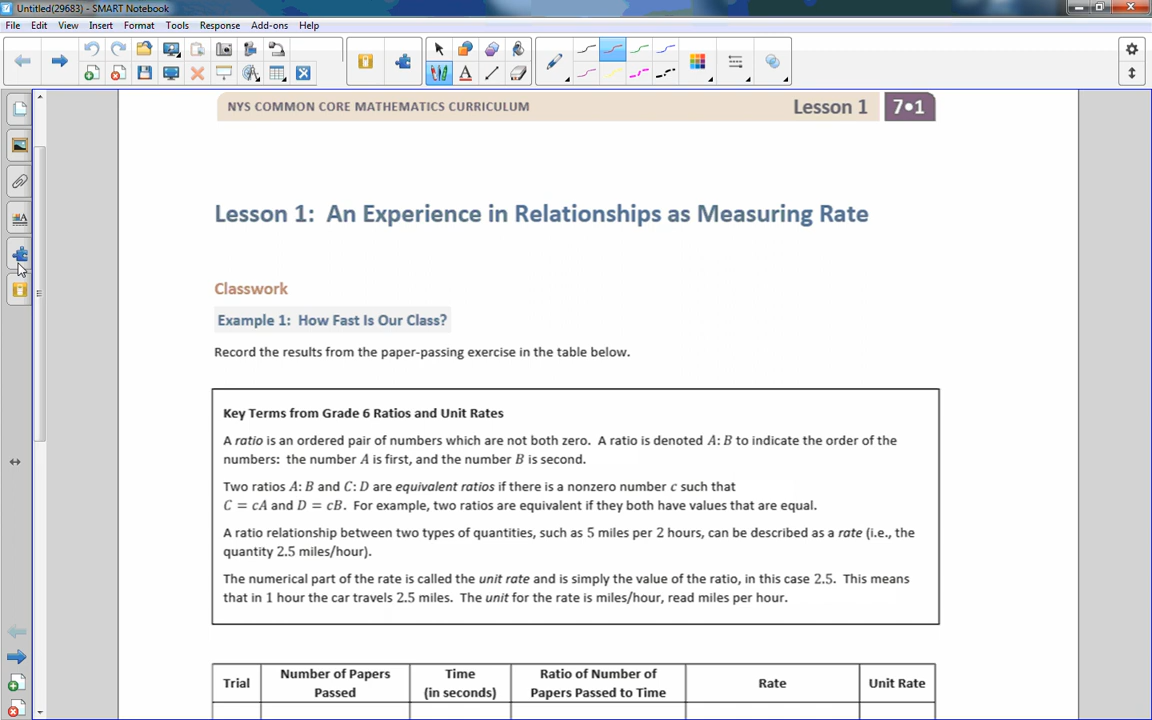 Untitled(29683) - SMART Notebook
File Edit View Insert Format Tools Response Add-ons Help
NYS COMMON CORE MATHEMATICS CURRICULUM Lesson 1 7•1
Lesson 1: An Experience in Relationships as Measuring Rate
Classwork
Example 1: How Fast Is Our Class?
Record the results from the paper-passing exercise in the table below.
Key Terms from Grade 6 Ratios and Unit Rates
A ratio is an ordered pair of numbers which are not both zero. A ratio is denoted A: B to indicate the order of the
numbers: the number A is first, and the number B is second.
Two ratios A: B and C: D are equivalent ratios if there is a nonzero number c such that
C = cA and D = cB. For example, two ratios are equivalent if they both have values that are equal.
A ratio relationship between two types of quantities, such as 5 miles per 2 hours, can be described as a rate (i.e., the
quantity 2.5 miles/hour).
The numerical part of the rate is called the unit rate and is simply the value of the ratio, in this case 2.5. This means
that in 1 hour the car travels 2.5 miles. The unit for the rate is miles/hour, read miles per hour.
Trial
Number of Papers
Passed
Time
(in seconds)
Ratio of Number of
Papers Passed to Time
Rate
Unit Rate